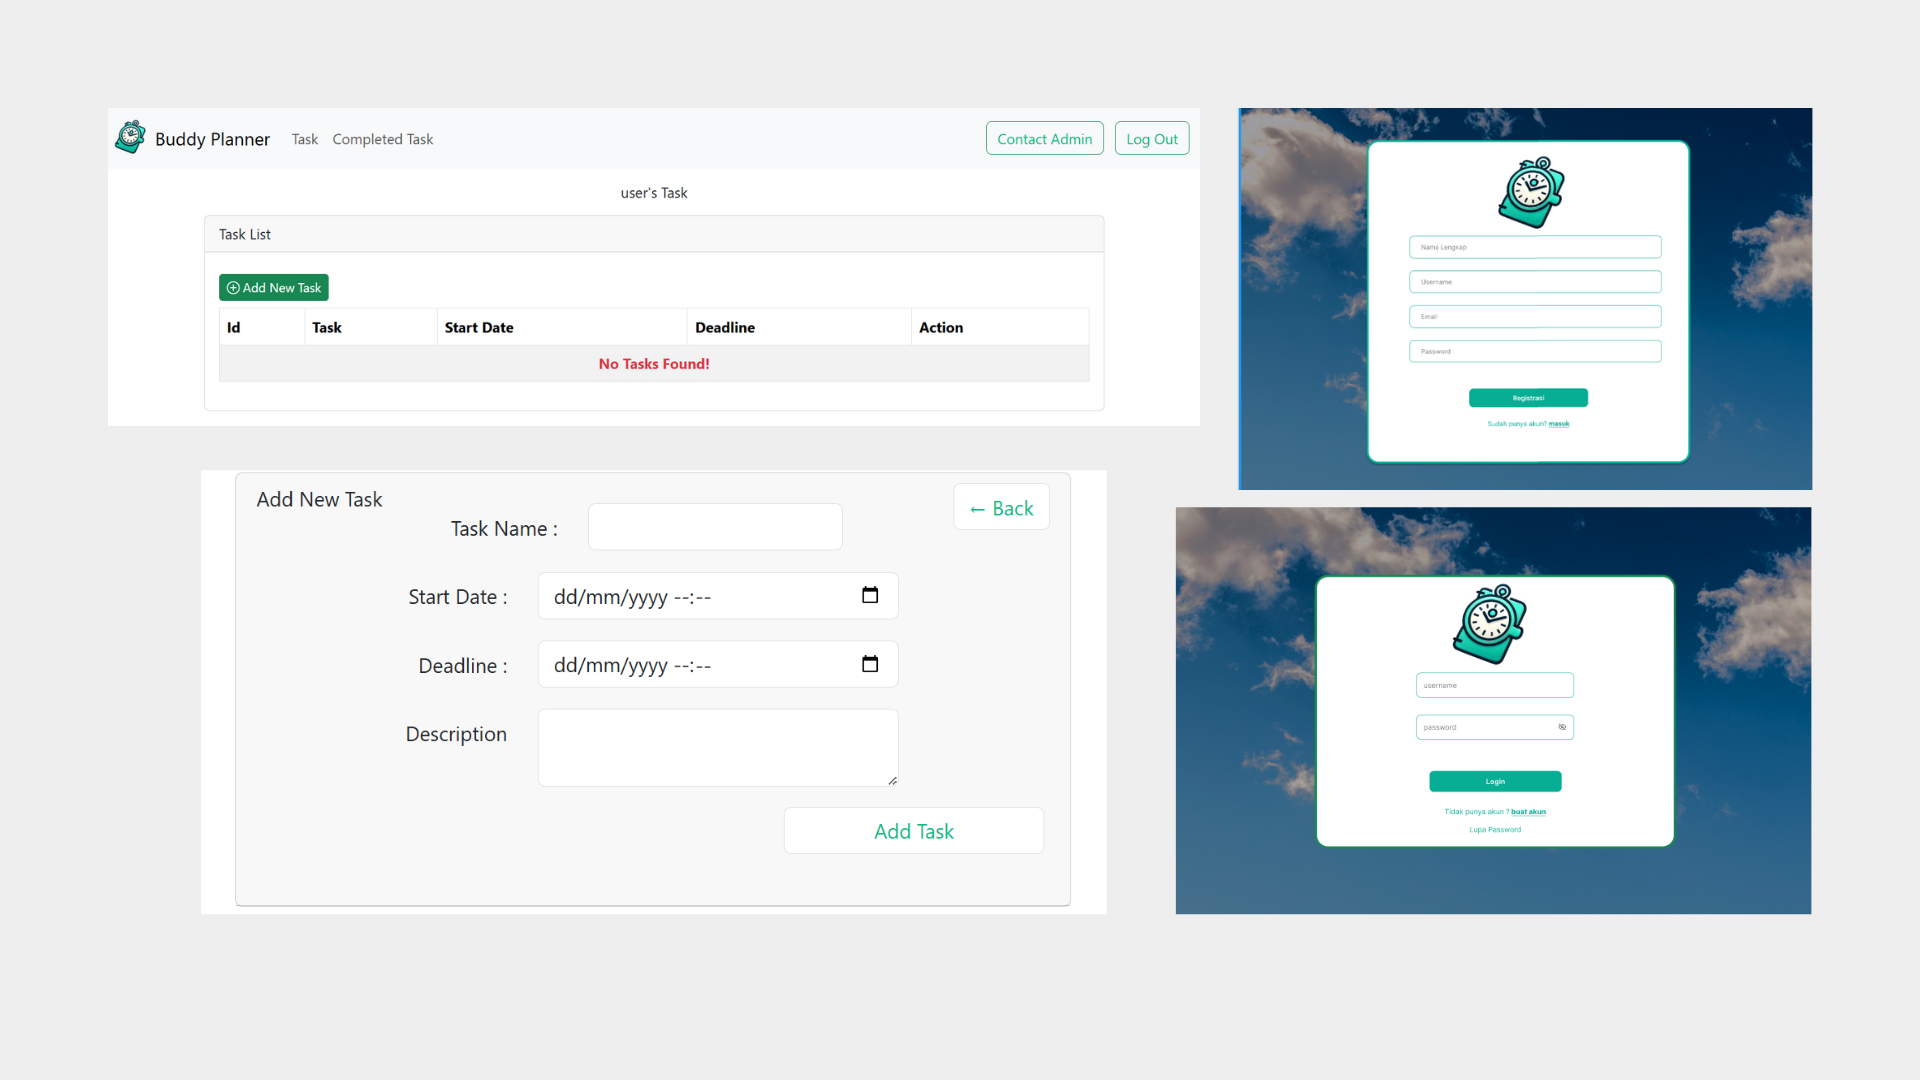 Buddy Planner Task Completed Task Contact Admin Log Out
user's Task
Task List
Add New Task
Id Task Start Date Deadline Action
No Tasks Found!
Add New Task
← Back
Task Name :
Start Date : dd/mm/yyyy --:--
Deadline : dd/mm/yyyy --:--
Description
Add Task
Nama Lengkap
Username
Email
Password
Registrasi
Sudah punya akun? masuk
username
password
Login
Tidak punya akun ? buat akun
Lupa Password